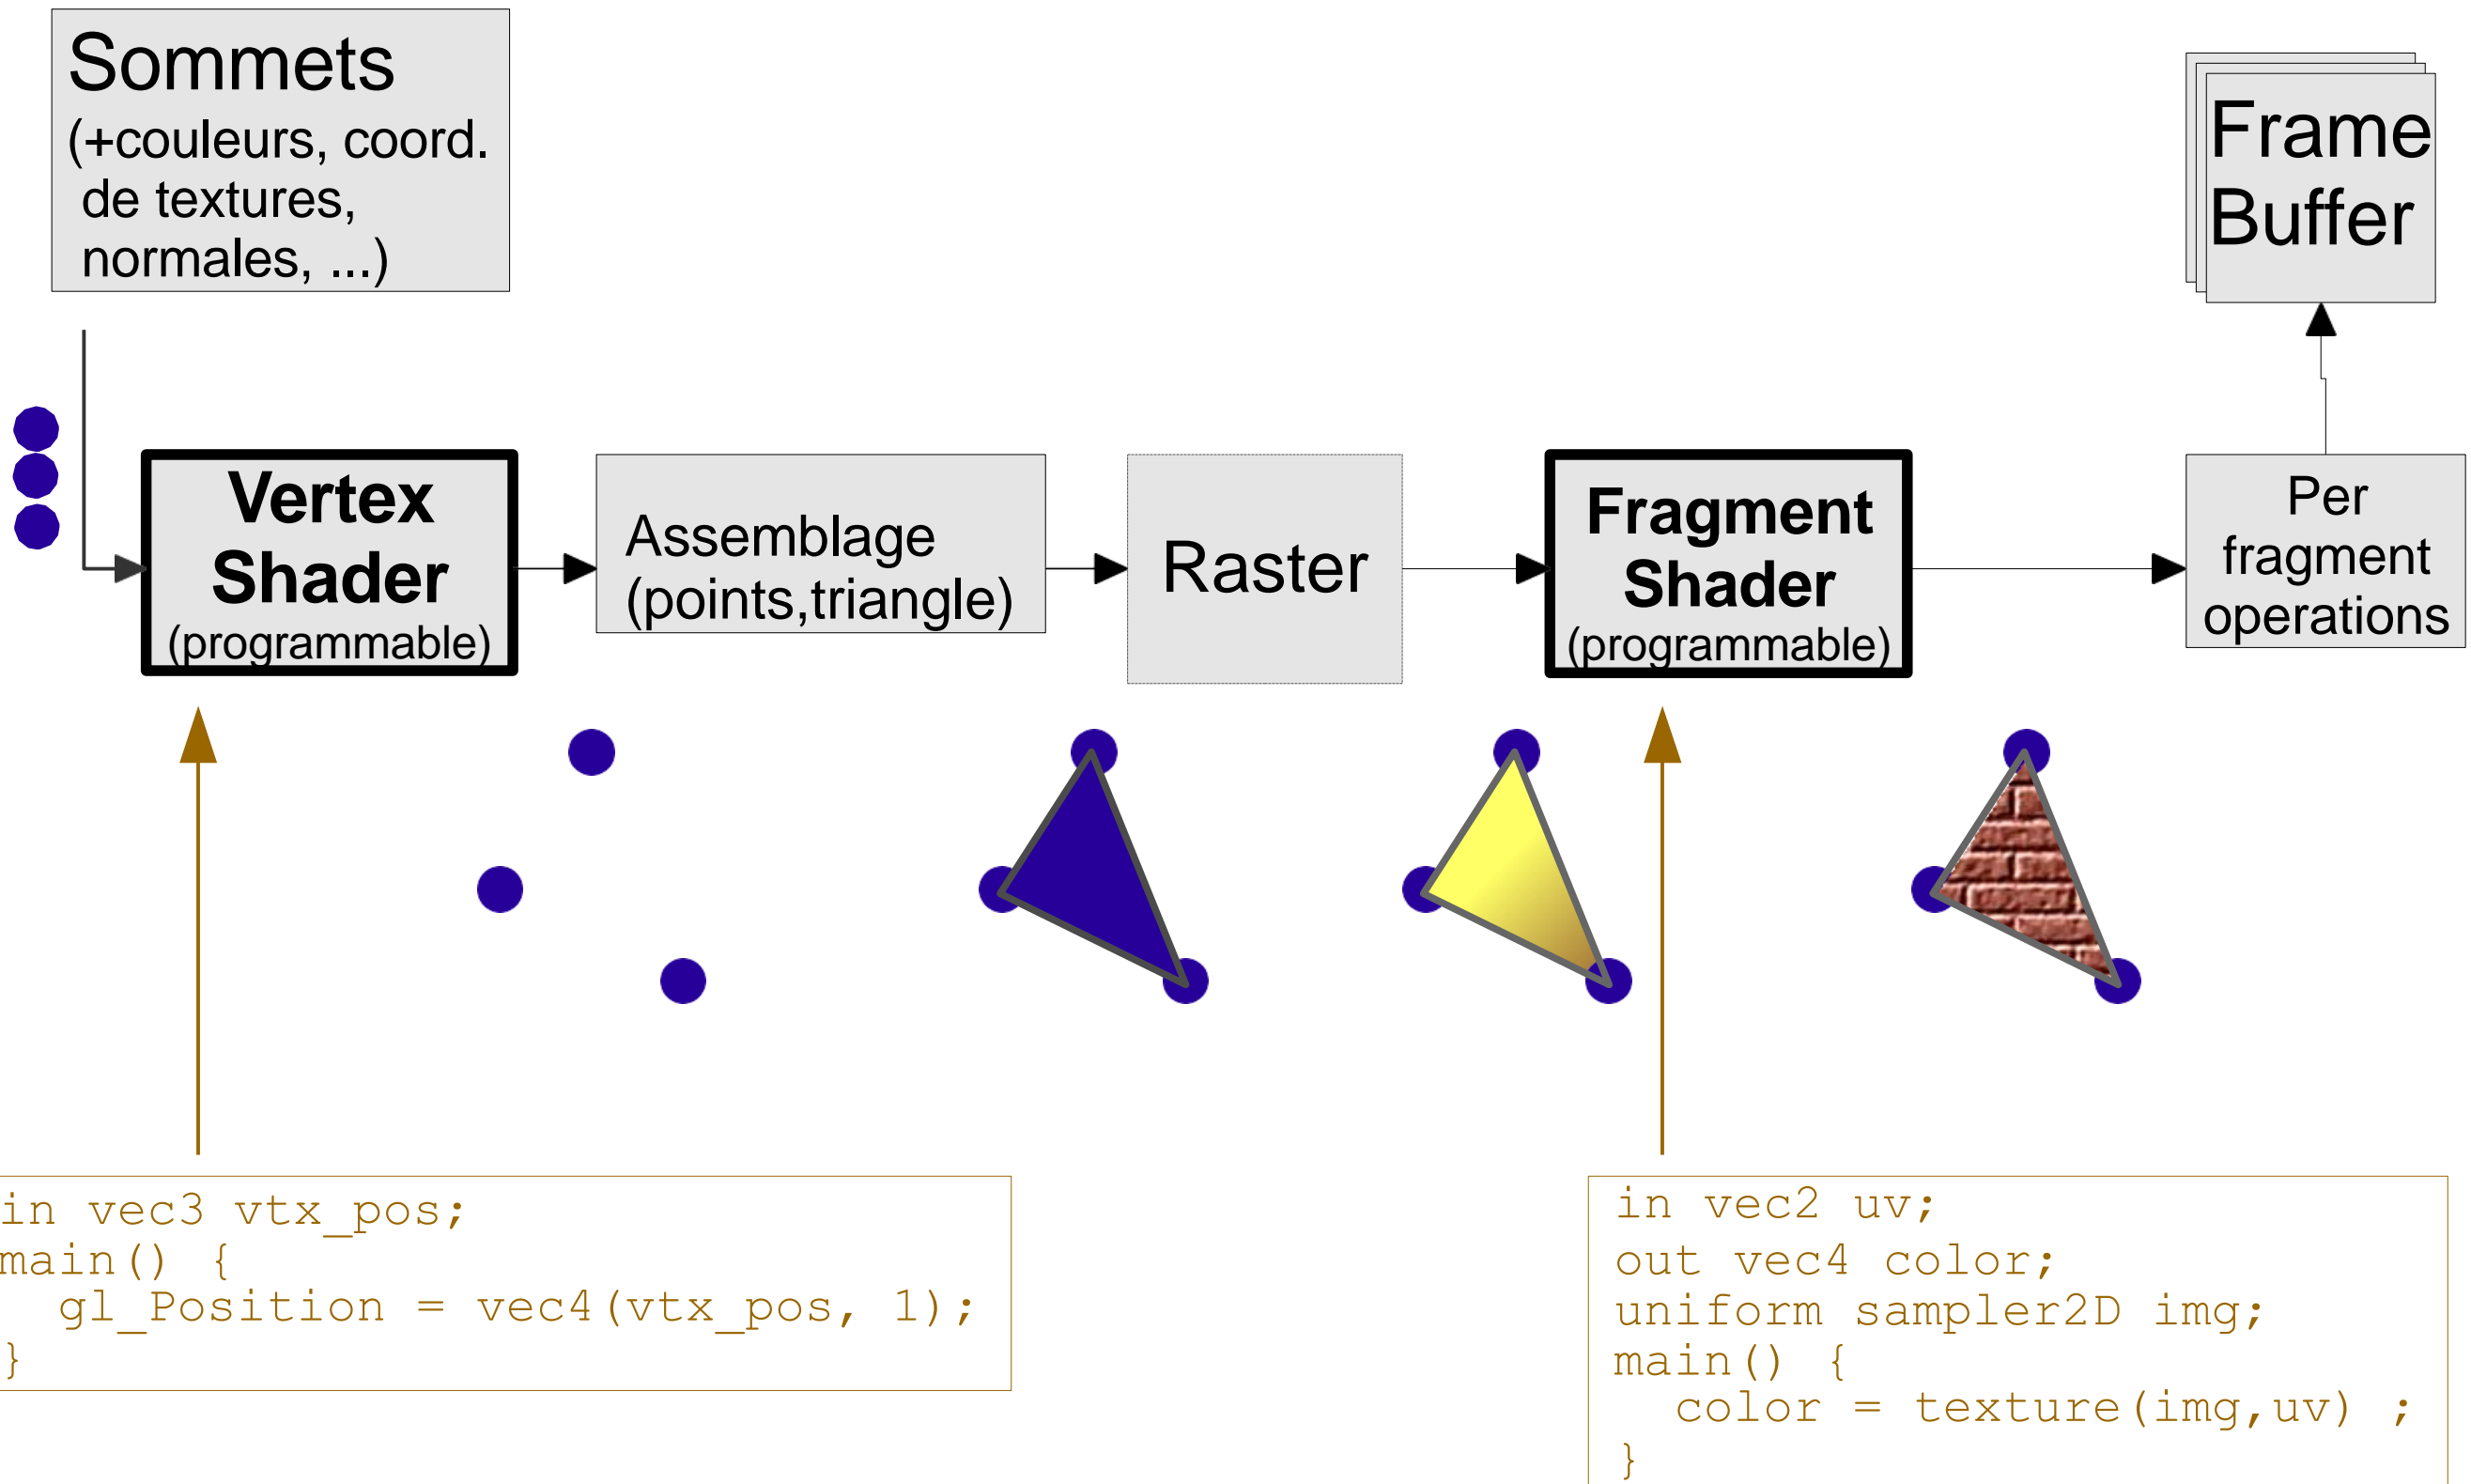 Sommets
(+couleurs, coord.
de textures,
normales, ...)
Frame
Buffer
Vertex
Shader
(programmable)
Assemblage
(points,triangle)
Raster
Fragment
Shader
(programmable)
Per
fragment
operations
in vec3 vtx_pos;
main() {
gl_Position = vec4(vtx_pos, 1);
}
in vec2 uv;
out vec4 color;
uniform sampler2D img;
main() {
color = texture(img,uv) ;
}